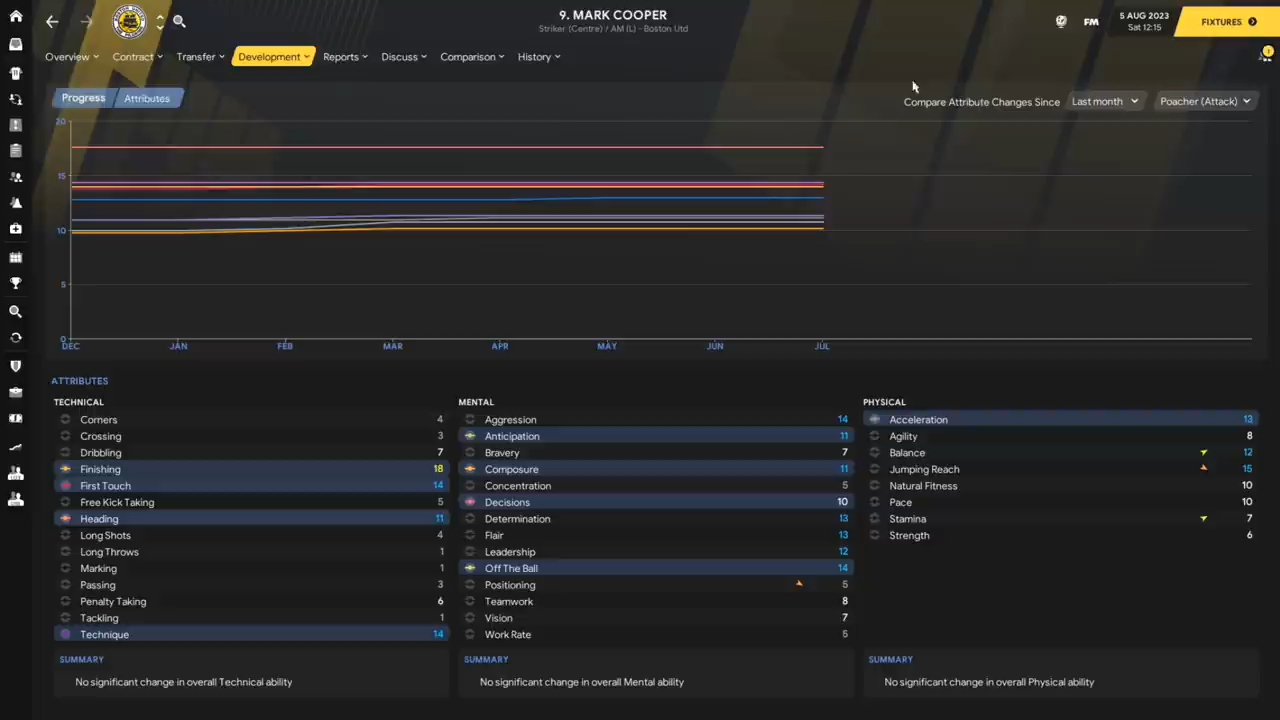 9. MARK COOPER
Striker (Centre) / AM (L) - Boston Utd
FM
5 AUG 2023
Sat 12:15
FIXTURES
Overview
Contract
Transfer
Development
Reports
Discuss
Comparison
History
Progress
Attributes
Compare Attribute Changes Since
Last month
Poacher (Attack)
20
15
10
5
0
DEC JAN FEB MAR APR MAY JUN JUL
ATTRIBUTES
TECHNICAL
Corners 4
Crossing 3
Dribbling 7
Finishing 18
First Touch 14
Free Kick Taking 5
Heading 11
Long Shots 4
Long Throws 1
Marking 1
Passing 3
Penalty Taking 6
Tackling 1
Technique 14
SUMMARY
No significant change in overall Technical ability
MENTAL
Aggression 14
Anticipation 11
Bravery 7
Composure 11
Concentration 5
Decisions 10
Determination 13
Flair 13
Leadership 12
Off The Ball 14
Positioning 5
Teamwork 8
Vision 7
Work Rate 5
SUMMARY
No significant change in overall Mental ability
PHYSICAL
Acceleration 13
Agility 8
Balance 12
Jumping Reach 15
Natural Fitness 10
Pace 10
Stamina 7
Strength 6
SUMMARY
No significant change in overall Physical ability